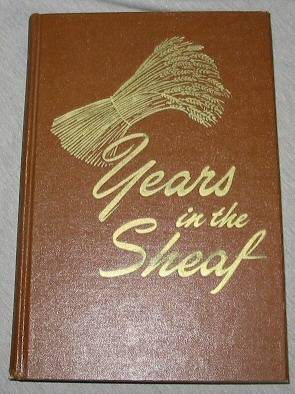 Years
in the
Sheaf